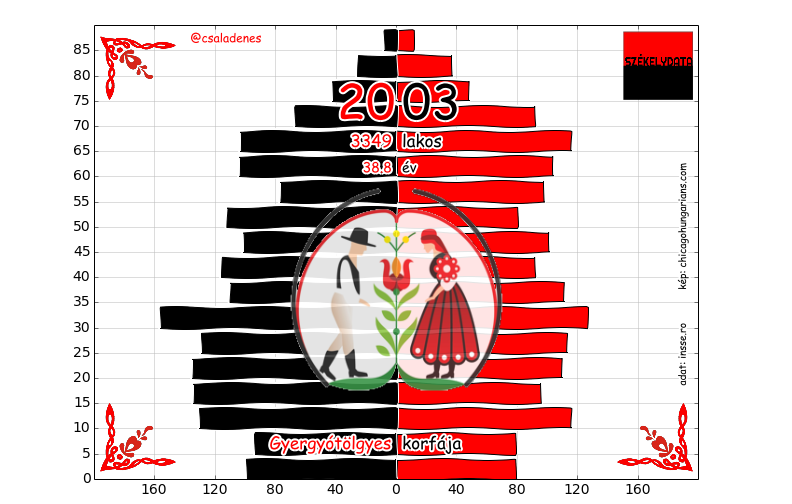 @csaladenes
SZÉKELYDATA
2003
3349 lakos
38.8 év
kép: chicagohungarians.com
adat: insse.ro
Gyergyótölgyes korfája
85
80
75
70
65
60
55
50
45
40
35
30
25
20
15
10
5
0
160 120 80 40 0 40 80 120 160